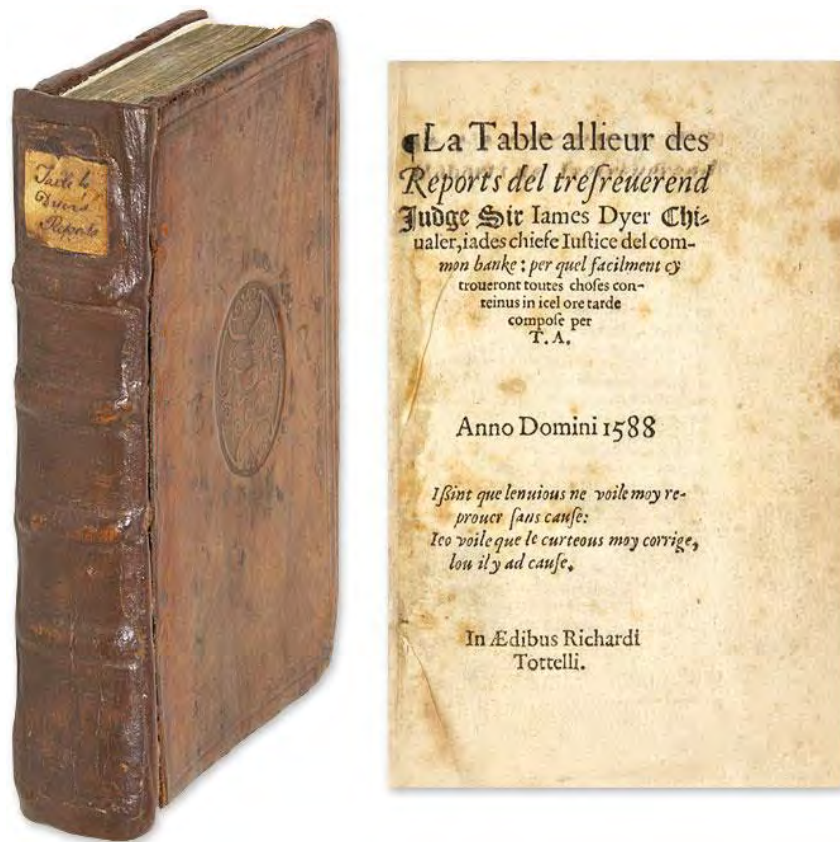 Table to
Dyers
Reports
¶La Table al lieur des
Reports del treſreuerend
Judge Sir Iames Dyer Chi⸗
ualer, iades chiefe Iuſtice del com-
mon banke : per quel facilment cy
troueront toutes choſes con-
teinus in icel ore tarde
compoſe per
T. A.
Anno Domini 1588
Iſsint que lenuious ne voile moy re-
prouer ſans cauſe:
Ieo voile que le curteous moy corrige,
lou il y ad cauſe,
In Ædibus Richardi
Tottelli.